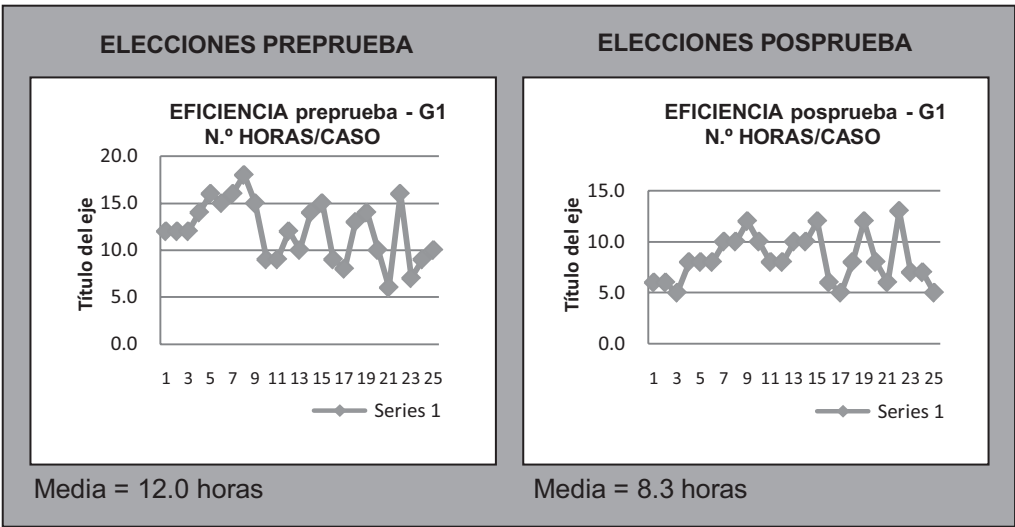 ELECCIONES PREPRUEBA
EFICIENCIA preprueba - G1
N.º HORAS/CASO
Título del eje
20.0
15.0
10.0
5.0
0.0
1 3 5 7 9 11 13 15 17 19 21 23 25
Series 1
Media = 12.0 horas
ELECCIONES POSPRUEBA
EFICIENCIA posprueba - G1
N.º HORAS/CASO
Título del eje
15.0
10.0
5.0
0.0
1 3 5 7 9 11 13 15 17 19 21 23 25
Series 1
Media = 8.3 horas